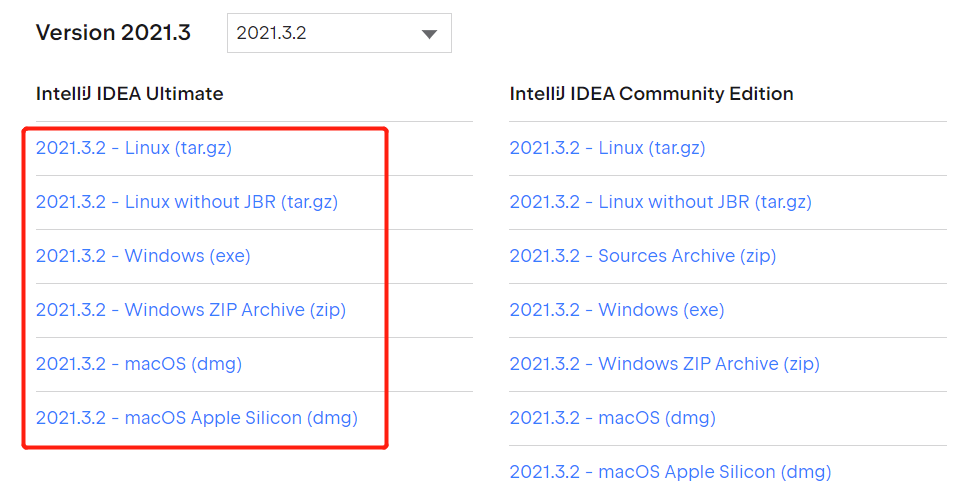 Version 2021.3
2021.3.2
IntelliJ IDEA Ultimate
2021.3.2 - Linux (tar.gz)
2021.3.2 - Linux without JBR (tar.gz)
2021.3.2 - Windows (exe)
2021.3.2 - Windows ZIP Archive (zip)
2021.3.2 - macOS (dmg)
2021.3.2 - macOS Apple Silicon (dmg)
IntelliJ IDEA Community Edition
2021.3.2 - Linux (tar.gz)
2021.3.2 - Linux without JBR (tar.gz)
2021.3.2 - Sources Archive (zip)
2021.3.2 - Windows (exe)
2021.3.2 - Windows ZIP Archive (zip)
2021.3.2 - macOS (dmg)
2021.3.2 - macOS Apple Silicon (dmg)